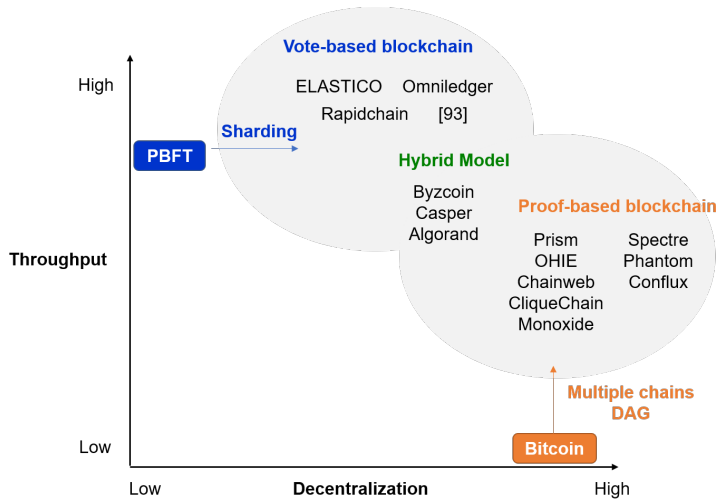 Vote-based blockchain
High
ELASTICO Omniledger
Rapidchain [93]
Sharding
PBFT
Hybrid Model
Byzcoin
Casper
Algorand
Proof-based blockchain
Prism Spectre
OHIE Phantom
Chainweb Conflux
CliqueChain
Monoxide
Throughput
Multiple chains
DAG
Bitcoin
Low
Low Decentralization High